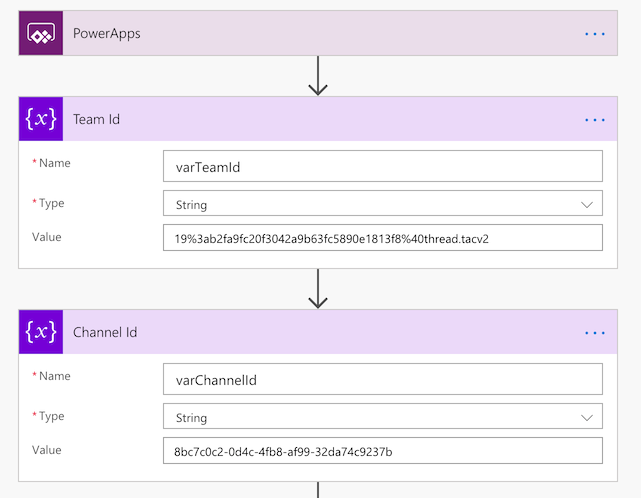 PowerApps
{x} Team Id
* Name varTeamId
* Type String
Value 19%3ab2fa9fc20f3042a9b63fc5890e1813f8%40thread.tacv2
{x} Channel Id
* Name varChannelId
* Type String
Value 8bc7c0c2-0d4c-4fb8-af99-32da74c9237b